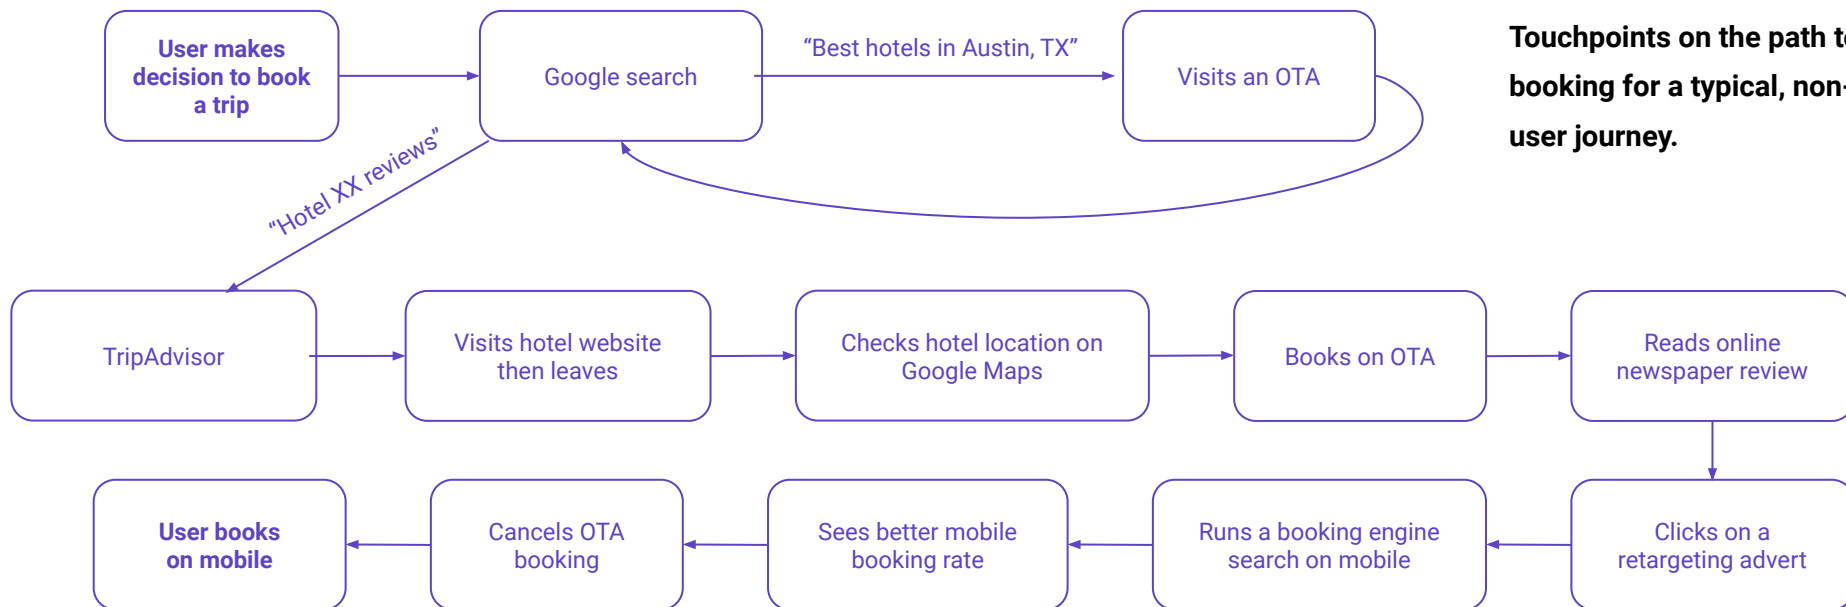 User makes
decision to book
a trip
Google search
“Best hotels in Austin, TX”
Visits an OTA
Touchpoints on the path
booking for a typical, non-
user journey.
“Hotel XX reviews”
TripAdvisor
Visits hotel website
then leaves
Checks hotel location on
Google Maps
Books on OTA
Reads online
newspaper review
User books
on mobile
Cancels OTA
booking
Sees better mobile
booking rate
Runs a booking engine
search on mobile
Clicks on a
retargeting advert